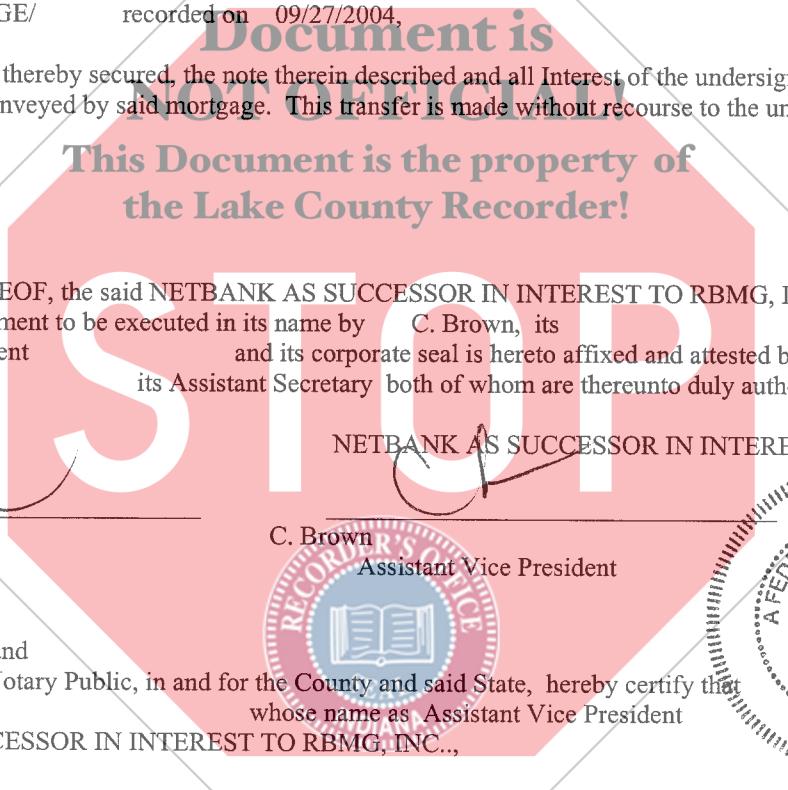 GE/ recorded on 09/27/2004,
Document is
thereby secured, the note therein described and all Interest of the undersig
NOT OFFICIAL!
nveyed by said mortgage. This transfer is made without recourse to the un
This Document is the property of
the Lake County Recorder!
EOF, the said NETBANK AS SUCCESSOR IN INTEREST TO RBMG, I
ment to be executed in its name by C. Brown, its
ent and its corporate seal is hereto affixed and attested b
its Assistant Secretary both of whom are thereunto duly auth
STOP
NETBANK AS SUCCESSOR IN INTERE
C. Brown
Assistant Vice President
RECORDER'S OFFICE
INDIANA
A FED
and
Notary Public, in and for the County and said State, hereby certify that
whose name as Assistant Vice President
CESSOR IN INTEREST TO RBMG, INC..,